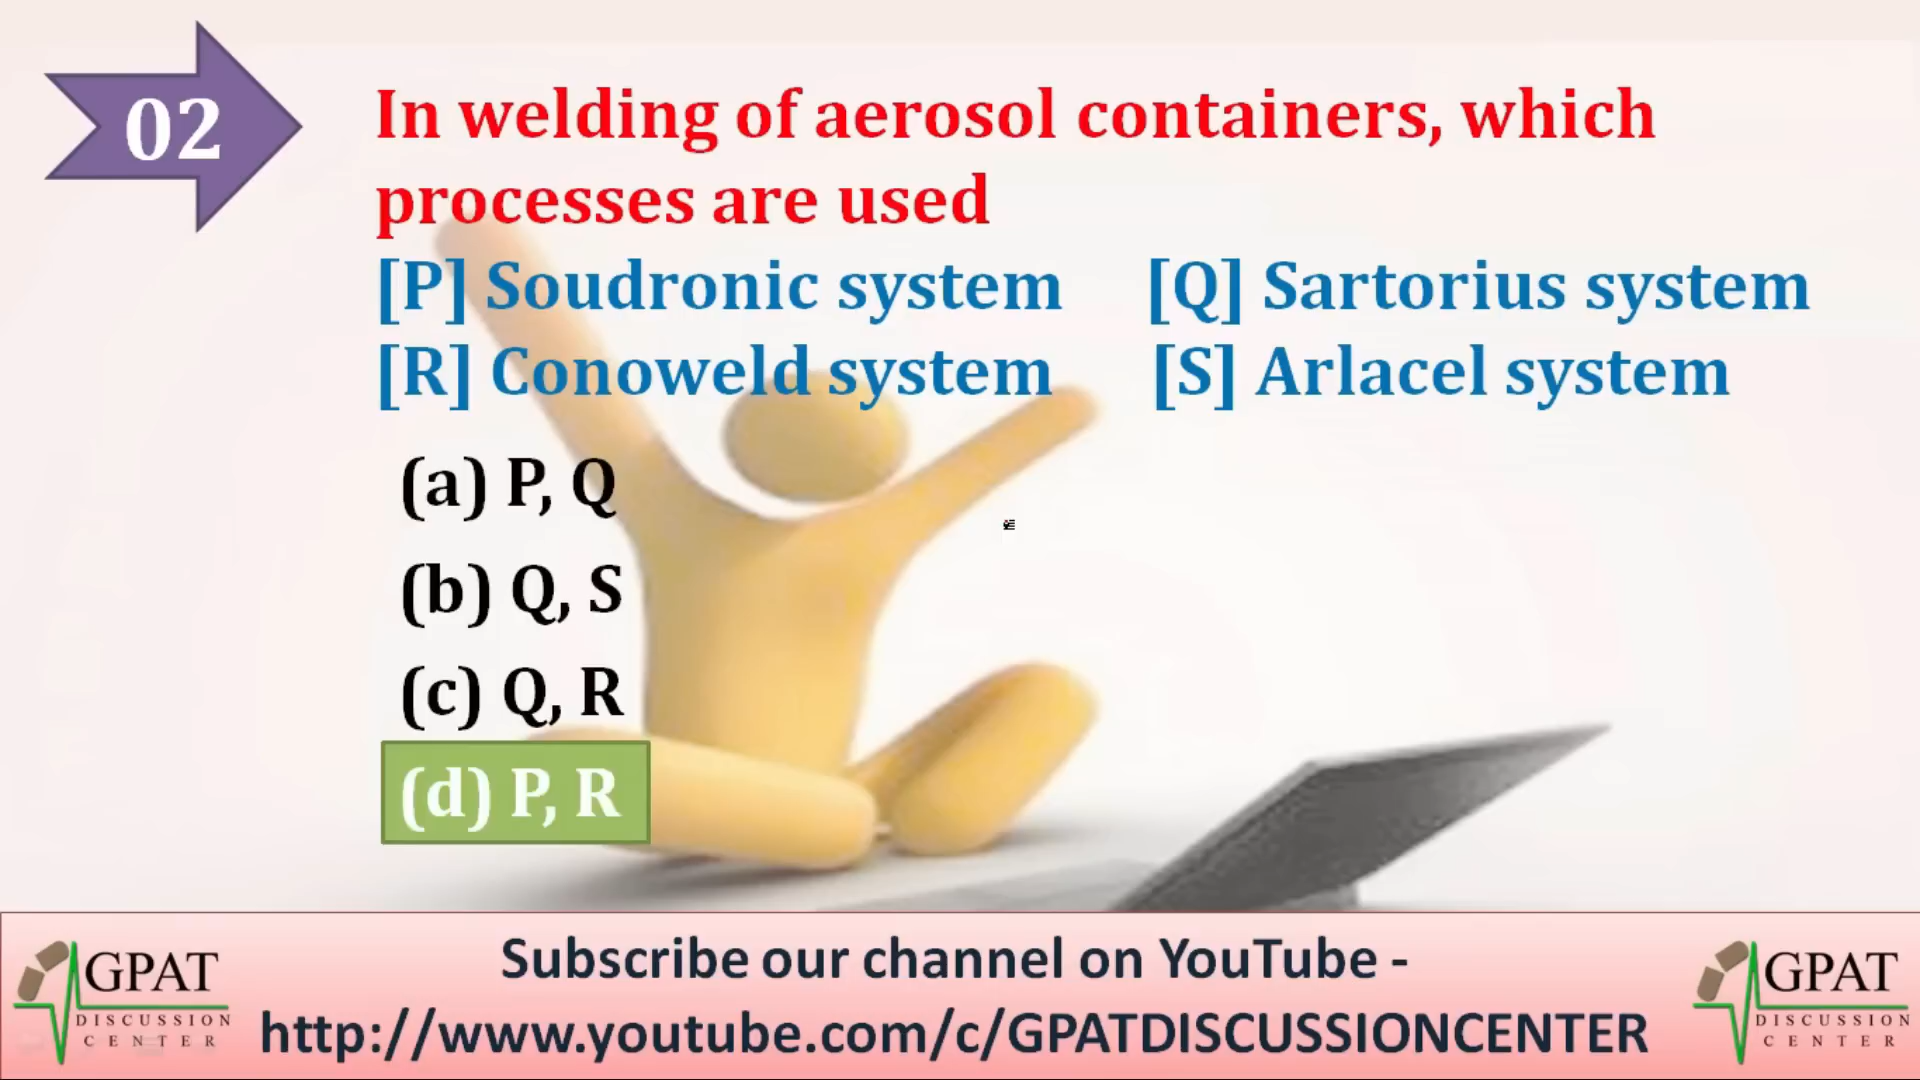 02
In welding of aerosol containers, which
processes are used
[P] Soudronic system [Q] Sartorius system
[R] Conoweld system [S] Arlacel system
(a) P, Q
(b) Q, S
(c) Q, R
(d) P, R
GPAT
DISCUSSION
CENTER
Subscribe our channel on YouTube -
http://www.youtube.com/c/GPATDISCUSSIONCENTER
GPAT
DISCUSSION
CENTER